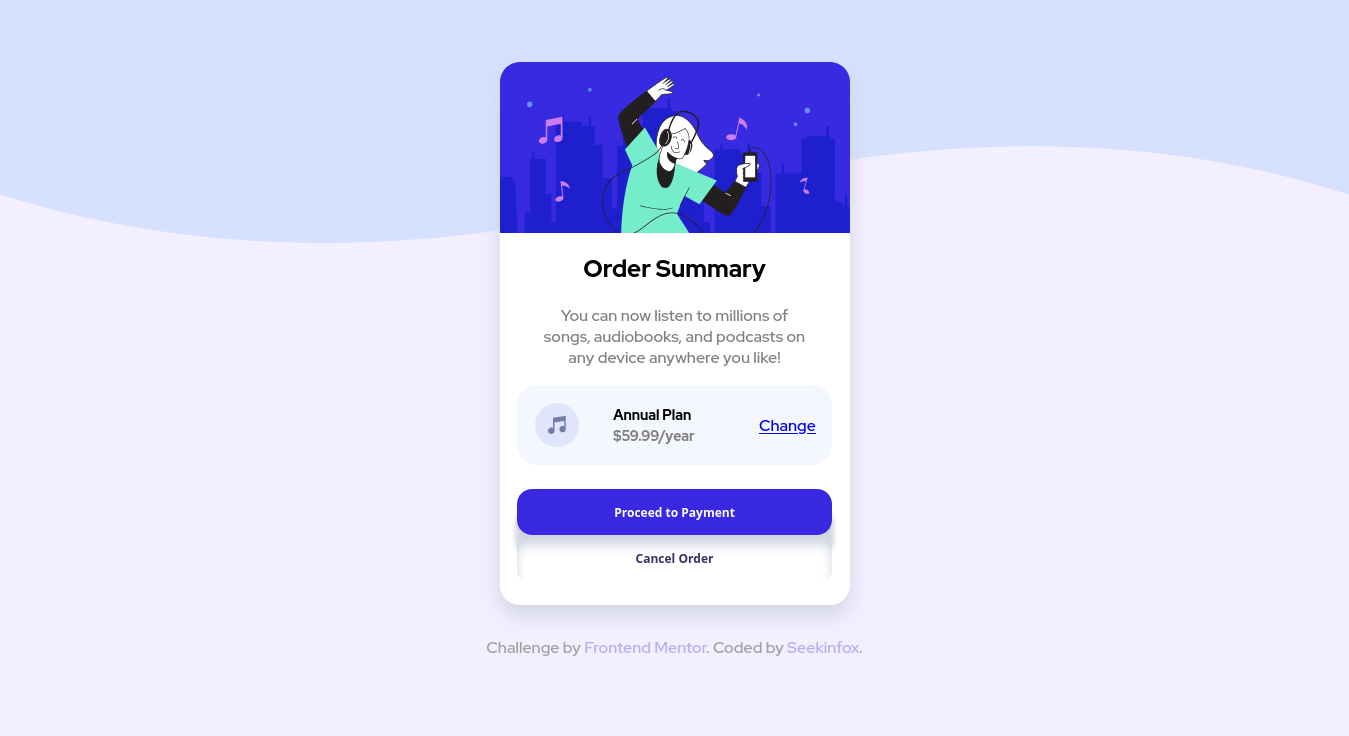 Order Summary
You can now listen to millions of
songs, audiobooks, and podcasts on
any device anywhere you like!
Annual Plan
$59.99/year
Change
Proceed to Payment
Cancel Order
Challenge by Frontend Mentor. Coded by Seekinfox.